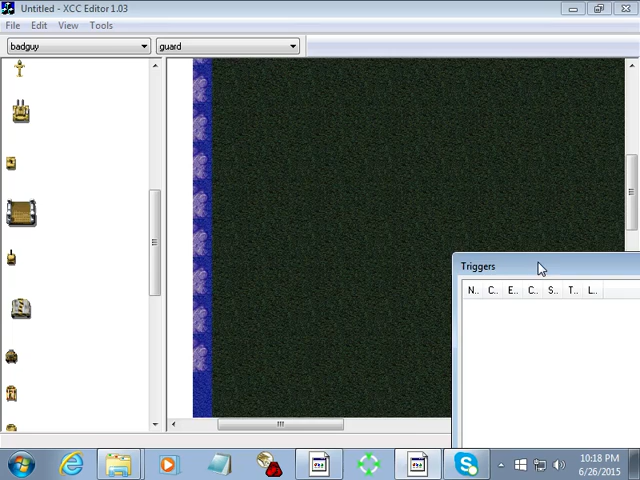 Untitled - XCC Editor 1.03
File Edit View Tools
badguy guard
Triggers
N.. C.. E.. C.. S.. T.. L..
10:18 PM
6/26/2015